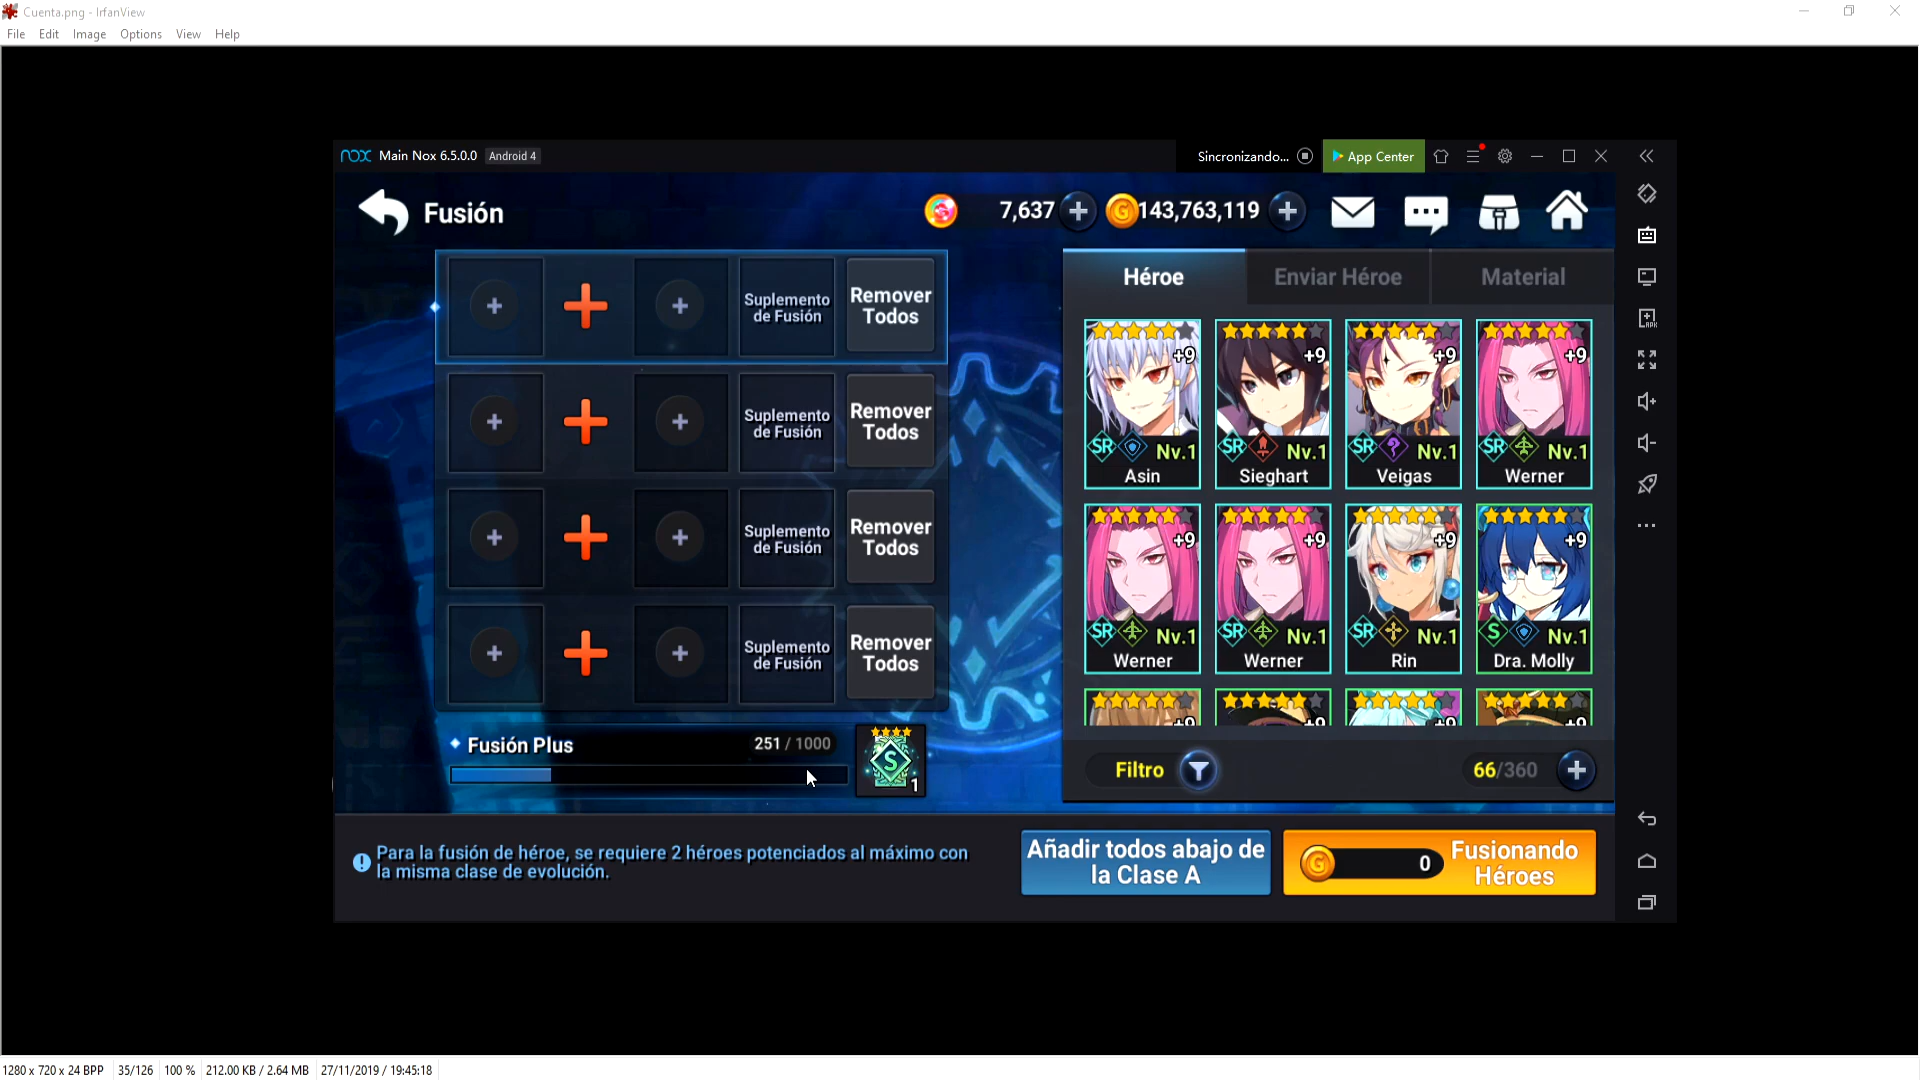 Cuenta.png - IrfanView
File Edit Image Options View Help
nox Main Nox 6.5.0.0 Android 4
Sincronizando... App Center
Fusión
7,637
143,763,119
Suplemento de Fusión
Remover Todos
Suplemento de Fusión
Remover Todos
Suplemento de Fusión
Remover Todos
Suplemento de Fusión
Remover Todos
Fusión Plus 251 / 1000
S
1
Héroe Enviar Héroe Material
+9 +9 +9 +9
SR Nv.1 SR Nv.1 SR Nv.1 SR Nv.1
Asin Sieghart Veigas Werner
+9 +9 +9 +9
SR Nv.1 SR Nv.1 SR Nv.1 S Nv.1
Werner Werner Rin Dra. Molly
+9 +9 +9 +9
Filtro 66/360
Para la fusión de héroe, se requiere 2 héroes potenciados al máximo con
la misma clase de evolución.
Añadir todos abajo de
la Clase A
G 0 Fusionando
Héroes
1280 x 720 x 24 BPP 35/126 100 % 212.00 KB / 2.64 MB 27/11/2019 / 19:45:18